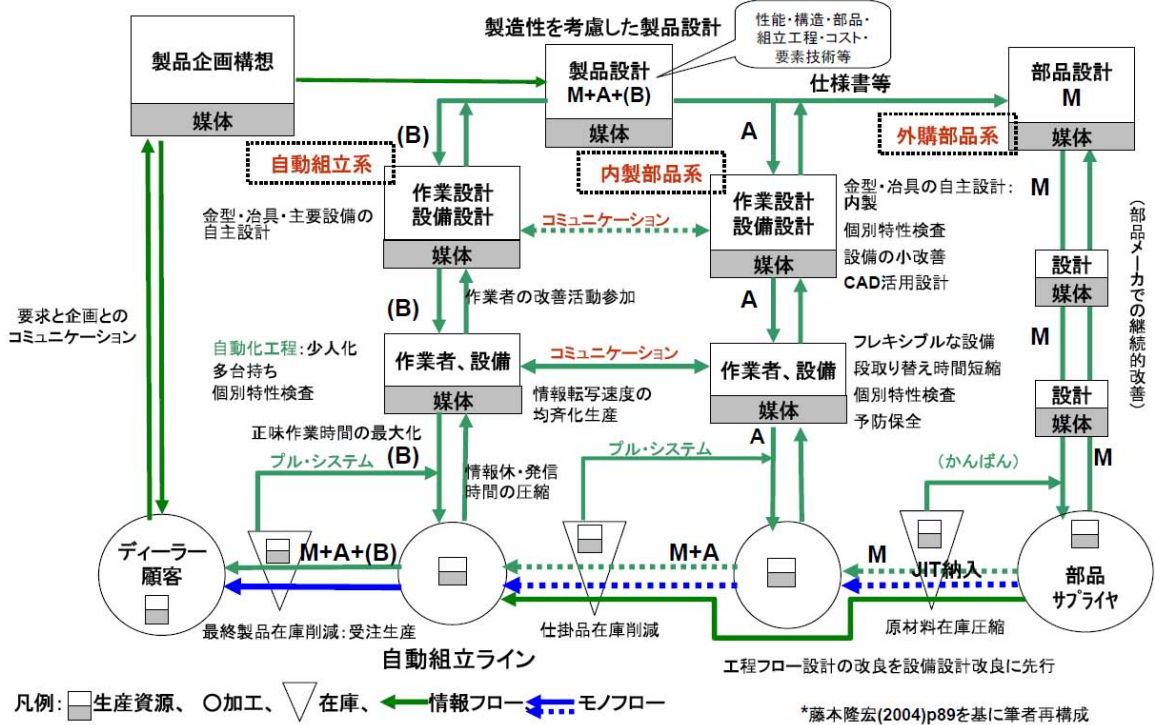 製造性を考慮した製品設計
性能・構造・部品・
組立工程・コスト・
要素技術等
製品企画構想
媒体
製品設計
M+A+(B)
媒体
仕様書等
部品設計
M
媒体
(B)
自動組立系
A
内製部品系
外購部品系
作業設計
設備設計
媒体
金型・冶具・主要設備の
自主設計
コミュニケーション
作業設計
設備設計
媒体
金型・冶具の自主設計:
内製
個別特性検査
設備の小改善
CAD活用設計
M
設計
媒体
(部品メーカでの継続的改善)
要求と企画との
コミュニケーション
(B)
作業者の改善活動参加
A
M
自動化工程:少人化
多台持ち
個別特性検査
作業者、設備
媒体
コミュニケーション
情報転写速度の
均斉化生産
作業者、設備
媒体
フレキシブルな設備
段取り替え時間短縮
個別特性検査
予防保全
設計
媒体
正味作業時間の最大化
プル・システム
(B)
情報休・発信
時間の圧縮
プル・システム
A
(かんばん)
M
ディーラー
顧客
M+A+(B)
M+A
M
JIT納入
部品
サプライヤ
最終製品在庫削減:受注生産
仕掛品在庫削減
原材料在庫圧縮
自動組立ライン
工程フロー設計の改良を設備設計改良に先行
凡例: 生産資源、 〇加工、 在庫、 情報フロー、 モノフロー
*藤本隆宏(2004)p89を基に筆者再構成